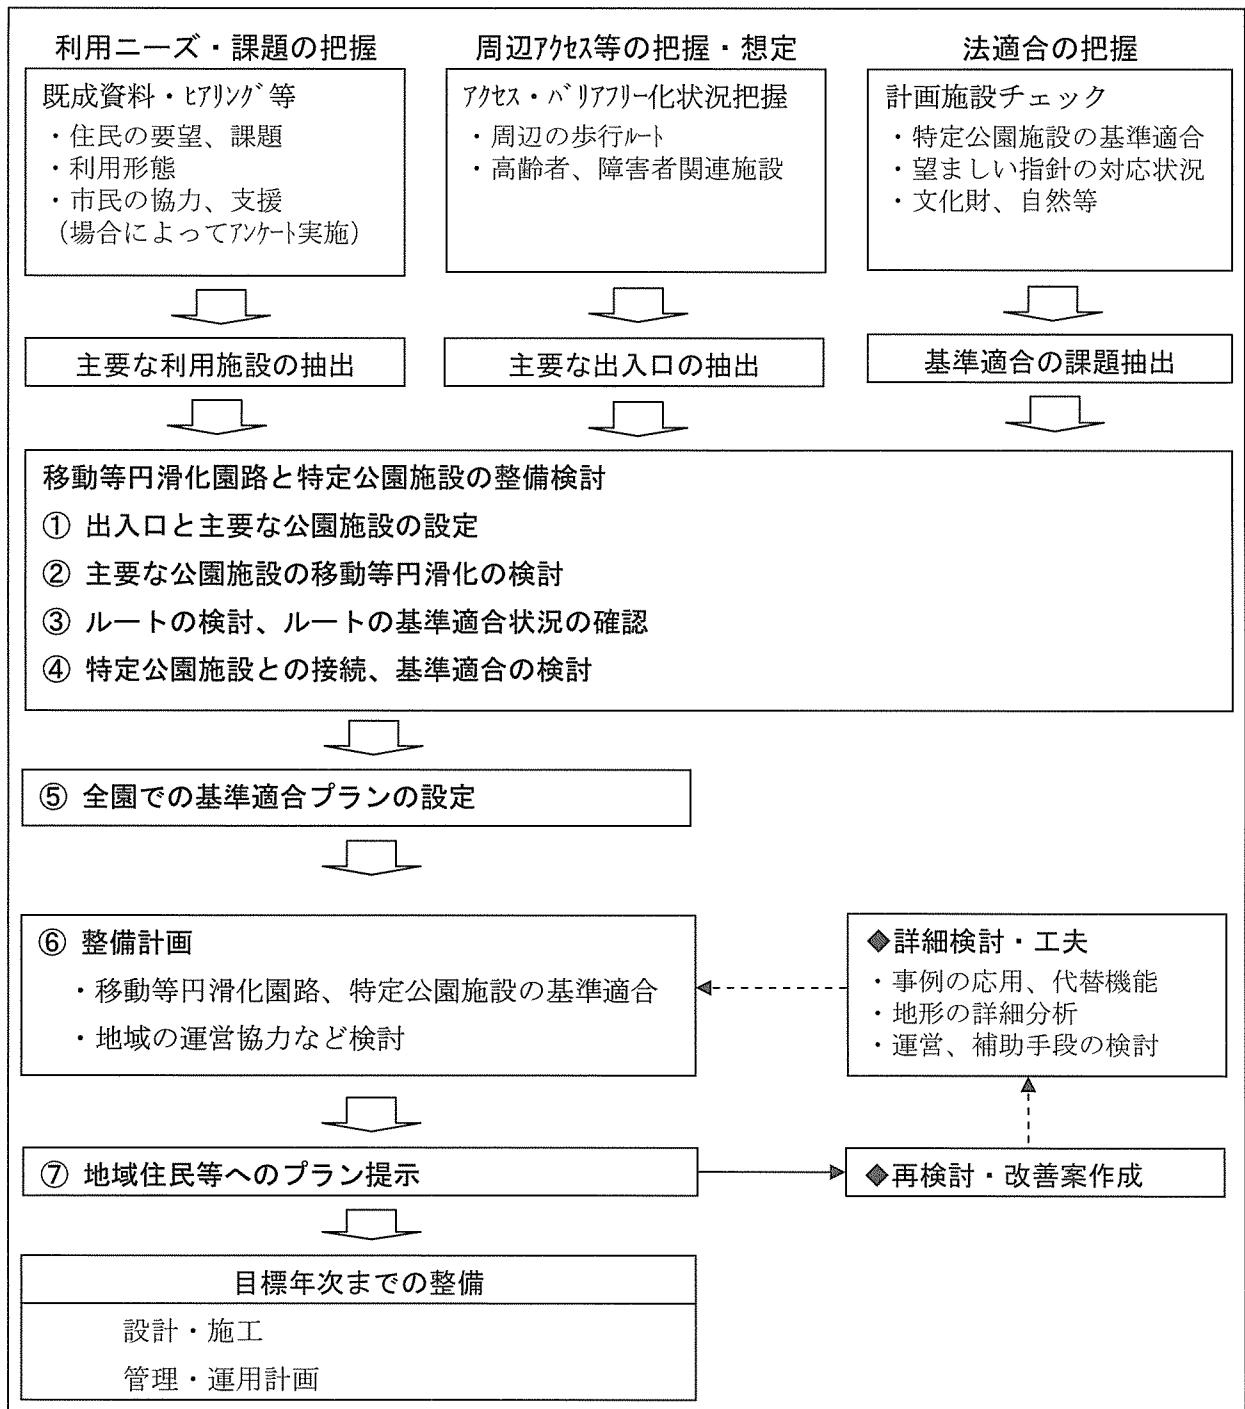 利用ニーズ・課題の把握
既成資料・ﾋｱﾘﾝｸﾞ等
・住民の要望、課題
・利用形態
・市民の協力、支援
（場合によってｱﾝｹｰﾄ実施）
周辺ｱｸｾｽ等の把握・想定
ｱｸｾｽ・ﾊﾞﾘｱﾌﾘｰ化状況把握
・周辺の歩行ﾙｰﾄ
・高齢者、障害者関連施設
法適合の把握
計画施設チェック
・特定公園施設の基準適合
・望ましい指針の対応状況
・文化財、自然等
主要な利用施設の抽出
主要な出入口の抽出
基準適合の課題抽出
移動等円滑化園路と特定公園施設の整備検討
① 出入口と主要な公園施設の設定
② 主要な公園施設の移動等円滑化の検討
③ ルートの検討、ルートの基準適合状況の確認
④ 特定公園施設との接続、基準適合の検討
⑤ 全園での基準適合プランの設定
⑥ 整備計画
・移動等円滑化園路、特定公園施設の基準適合
・地域の運営協力など検討
◆詳細検討・工夫
・事例の応用、代替機能
・地形の詳細分析
・運営、補助手段の検討
⑦ 地域住民等へのプラン提示
◆再検討・改善案作成
目標年次までの整備
設計・施工
管理・運用計画